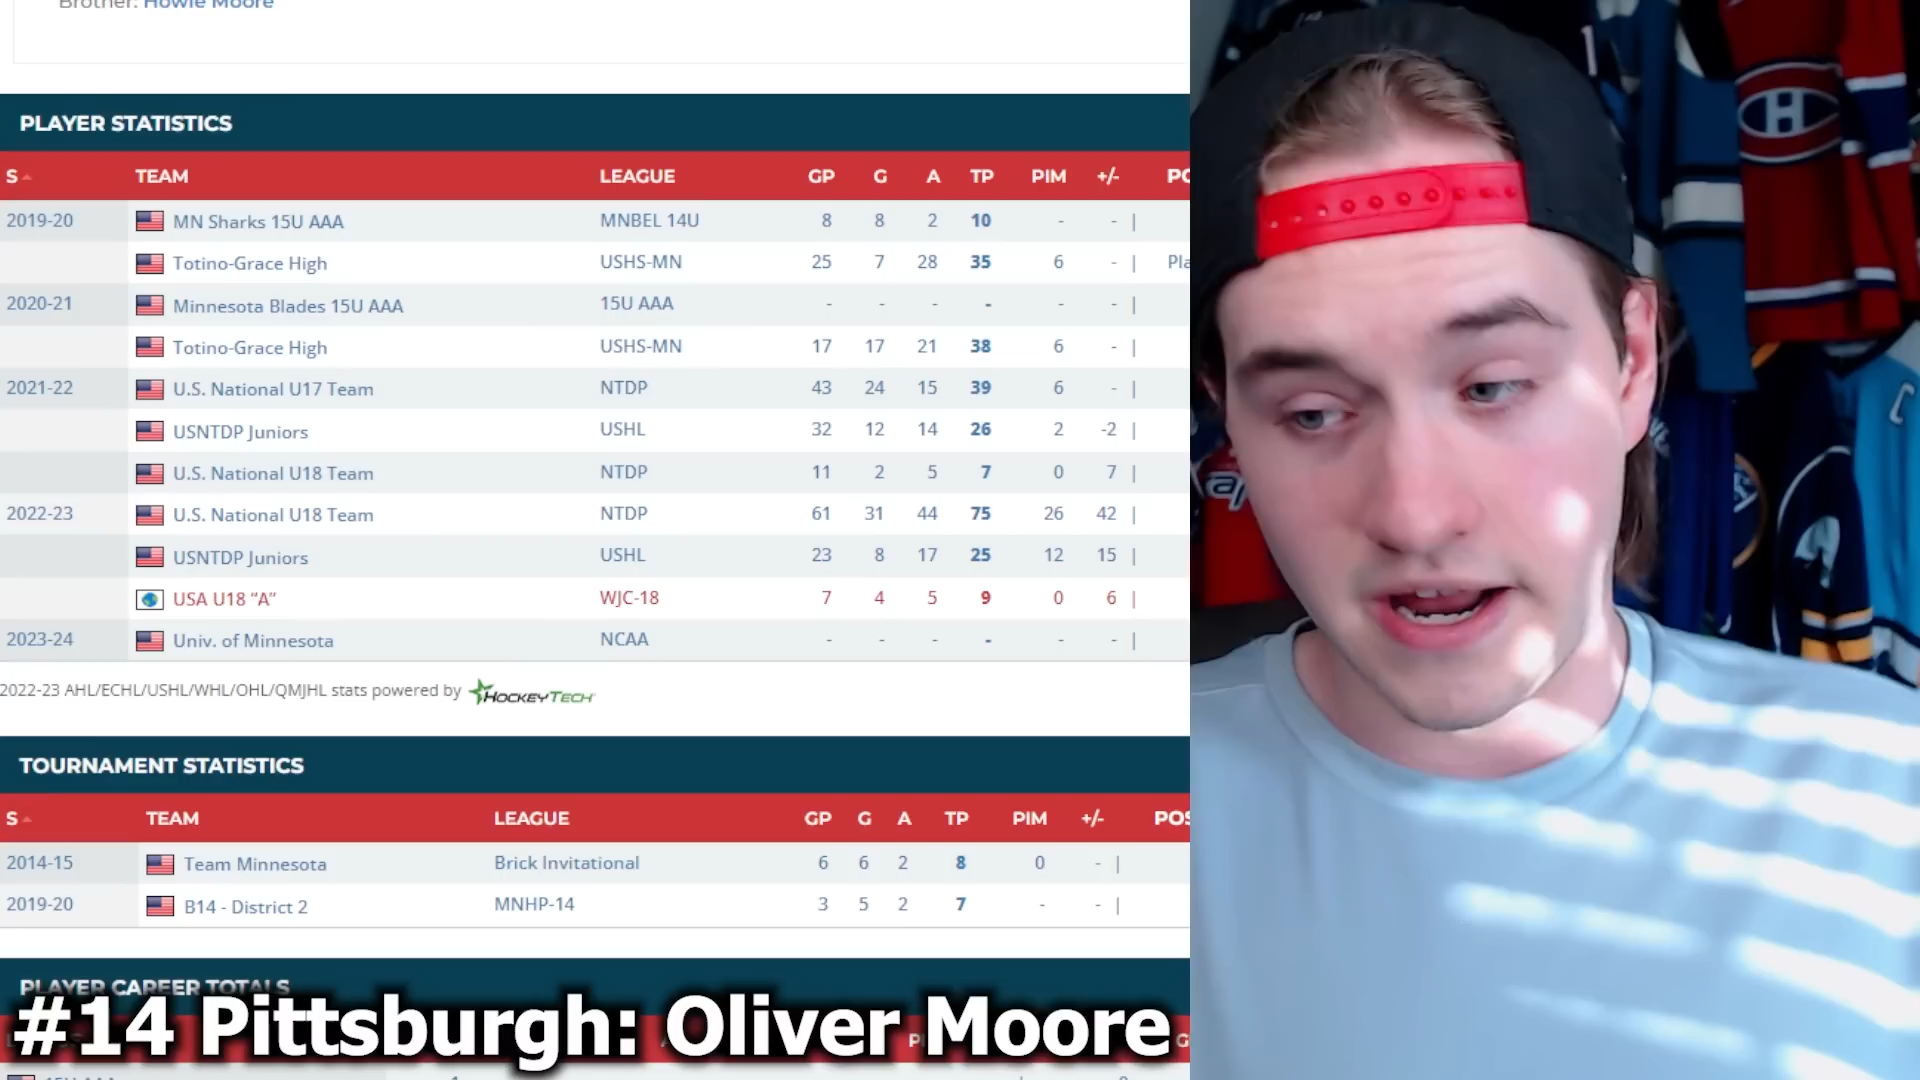 Brother: Howie Moore
PLAYER STATISTICS
S TEAM LEAGUE GP G A TP PIM +/- PO
2019-20 MN Sharks 15U AAA MNBEL 14U 8 8 2 10 - - |
Totino-Grace High USHS-MN 25 7 28 35 6 - | Pla
2020-21 Minnesota Blades 15U AAA 15U AAA - - - - - - |
Totino-Grace High USHS-MN 17 17 21 38 6 - |
2021-22 U.S. National U17 Team NTDP 43 24 15 39 6 - |
USNTDP Juniors USHL 32 12 14 26 2 -2 |
U.S. National U18 Team NTDP 11 2 5 7 0 7 |
2022-23 U.S. National U18 Team NTDP 61 31 44 75 26 42 |
USNTDP Juniors USHL 23 8 17 25 12 15 |
USA U18 “A” WJC-18 7 4 5 9 0 6 |
2023-24 Univ. of Minnesota NCAA - - - - - - |
2022-23 AHL/ECHL/USHL/WHL/OHL/QMJHL stats powered by HOCKEYTECH
TOURNAMENT STATISTICS
S TEAM LEAGUE GP G A TP PIM +/- POS
2014-15 Team Minnesota Brick Invitational 6 6 2 8 0 - |
2019-20 B14 - District 2 MNHP-14 3 5 2 7 - - |
PLAYER CAREER TOTALS
#14 Pittsburgh: Oliver Moore